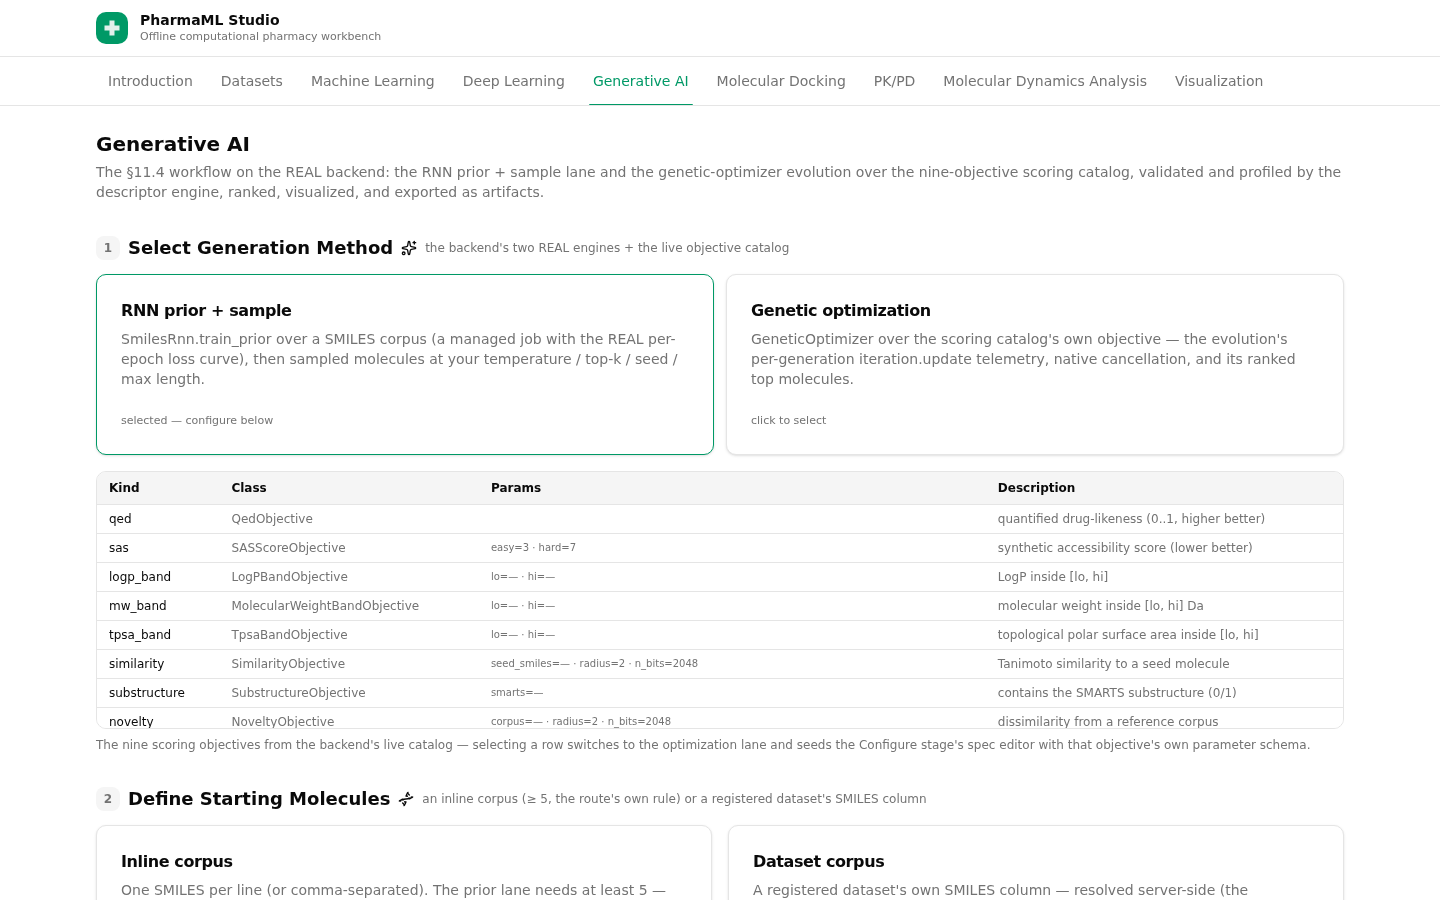 PharmaML Studio
Offline computational pharmacy workbench
Introduction Datasets Machine Learning Deep Learning Generative AI Molecular Docking PK/PD Molecular Dynamics Analysis Visualization
Generative AI
The §11.4 workflow on the REAL backend: the RNN prior + sample lane and the genetic-optimizer evolution over the nine-objective scoring catalog, validated and profiled by the
descriptor engine, ranked, visualized, and exported as artifacts.
1 Select Generation Method the backend's two REAL engines + the live objective catalog
RNN prior + sample
SmilesRnn.train_prior over a SMILES corpus (a managed job with the REAL per-
epoch loss curve), then sampled molecules at your temperature / top-k / seed /
max length.
selected — configure below
Genetic optimization
GeneticOptimizer over the scoring catalog's own objective — the evolution's
per-generation iteration.update telemetry, native cancellation, and its ranked
top molecules.
click to select
Kind Class Params Description
qed QedObjective quantified drug-likeness (0..1, higher better)
sas SASScoreObjective easy=3 · hard=7 synthetic accessibility score (lower better)
logp_band LogPBandObjective lo=— · hi=— LogP inside [lo, hi]
mw_band MolecularWeightBandObjective lo=— · hi=— molecular weight inside [lo, hi] Da
tpsa_band TpsaBandObjective lo=— · hi=— topological polar surface area inside [lo, hi]
similarity SimilarityObjective seed_smiles=— · radius=2 · n_bits=2048 Tanimoto similarity to a seed molecule
substructure SubstructureObjective smarts=— contains the SMARTS substructure (0/1)
novelty NoveltyObjective corpus=— · radius=2 · n_bits=2048 dissimilarity from a reference corpus
The nine scoring objectives from the backend's live catalog — selecting a row switches to the optimization lane and seeds the Configure stage's spec editor with that objective's own parameter schema.
2 Define Starting Molecules an inline corpus (≥ 5, the route's own rule) or a registered dataset's SMILES column
Inline corpus
One SMILES per line (or comma-separated). The prior lane needs at least 5 —
Dataset corpus
A registered dataset's own SMILES column — resolved server-side (the